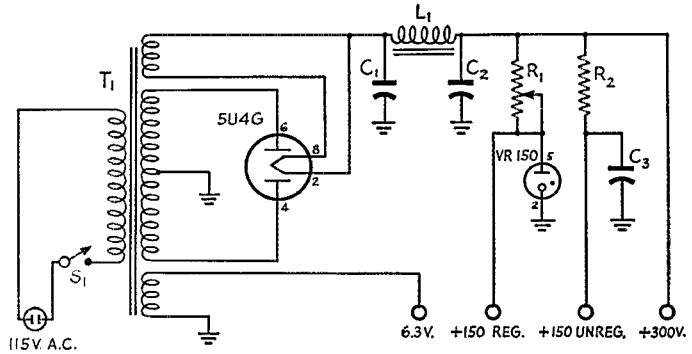 L1
T1
C1
C2
R1
R2
5U4G
6
8
2
4
VR 150
5
2
C3
S1
115V. A.C.
6.3V.
+150 REG.
+150 UNREG.
+300V.